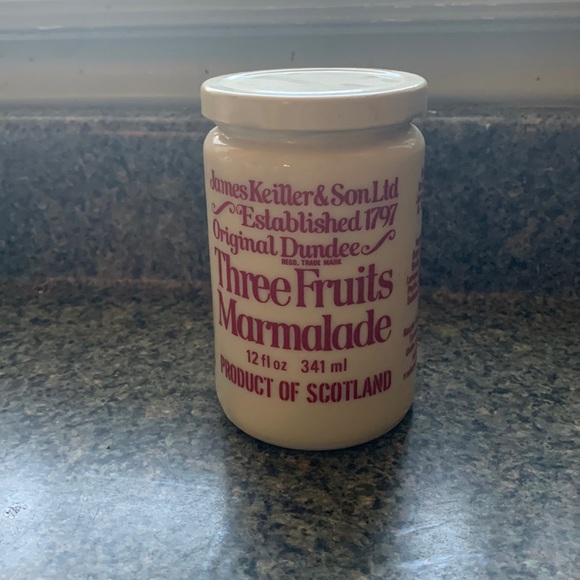 James Keiller & Son Ltd
Established 1797
Original Dundee
REGD. TRADE MARK
Three Fruits
Marmalade
12 fl oz 341 ml
PRODUCT OF SCOTLAND